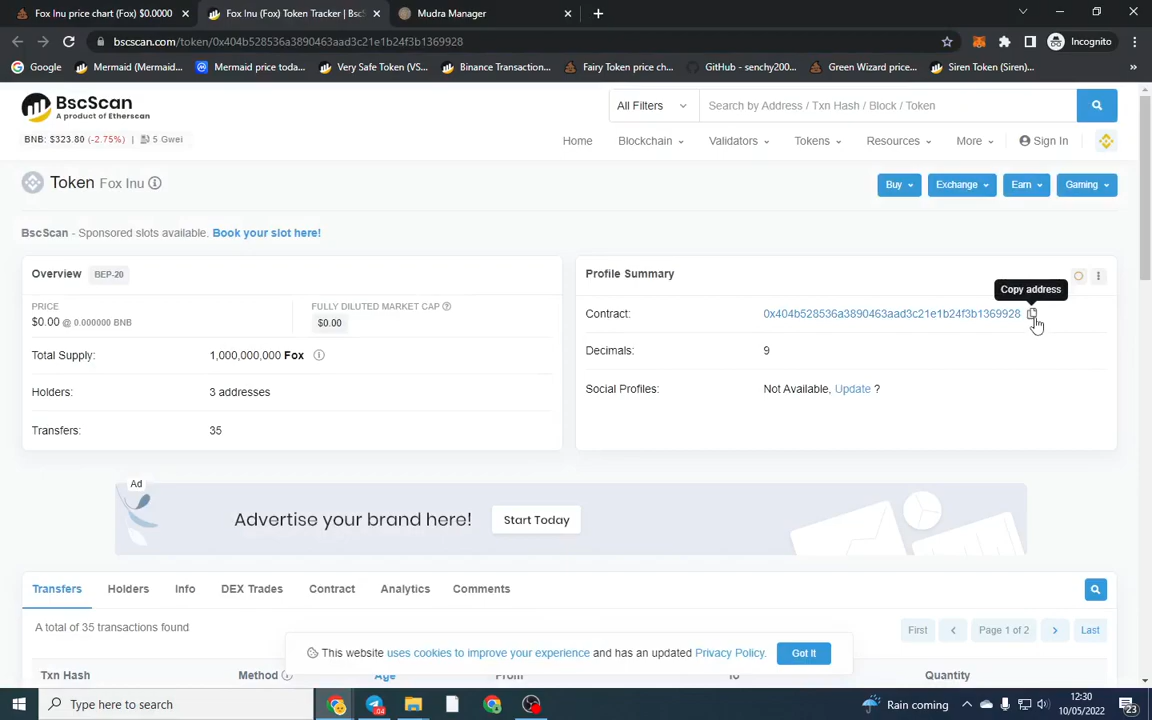 Fox Inu price chart (Fox) $0.0000
Fox Inu (Fox) Token Tracker | Bsc
Mudra Manager
bscscan.com/token/0x404b528536a3890463aad3c21e1b24f3b1369928
Incognito
Google
Mermaid (Mermaid...
Mermaid price toda...
Very Safe Token (VS...
Binance Transaction...
Fairy Token price ch...
GitHub - senchy200...
Green Wizard price...
Siren Token (Siren)...
»
BscScan
A product of Etherscan
All Filters
Search by Address / Txn Hash / Block / Token
BNB: $323.80 (-2.75%) | 5 Gwei
Home
Blockchain
Validators
Tokens
Resources
More
Sign In
Token Fox Inu
Buy
Exchange
Earn
Gaming
BscScan - Sponsored slots available. Book your slot here!
Overview BEP-20
PRICE
$0.00 @ 0.000000 BNB
FULLY DILUTED MARKET CAP
$0.00
Total Supply: 1,000,000,000 Fox
Holders: 3 addresses
Transfers: 35
Profile Summary
Copy address
Contract: 0x404b528536a3890463aad3c21e1b24f3b1369928
Decimals: 9
Social Profiles: Not Available, Update ?
Ad
Advertise your brand here!
Start Today
Transfers
Holders
Info
DEX Trades
Contract
Analytics
Comments
A total of 35 transactions found
First
Page 1 of 2
Last
This website uses cookies to improve your experience and has an updated Privacy Policy.
Got It
Txn Hash
Method
Age
From
To
Quantity
Type here to search
04
Rain coming
12:30
10/05/2022
23